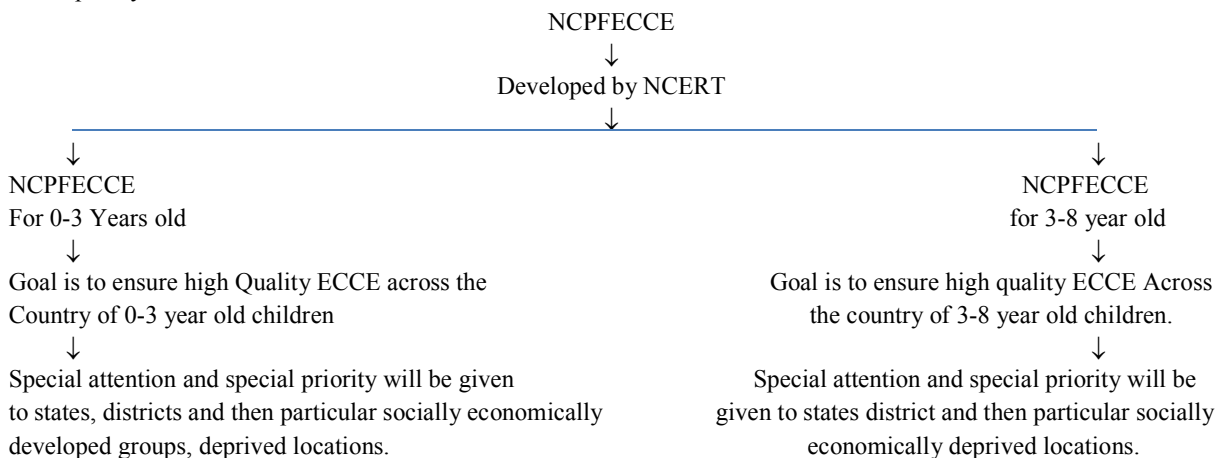 NCPFECCE
↓
Developed by NCERT
↓
↓
NCPFECCE
For 0-3 Years old
↓
Goal is to ensure high Quality ECCE across the
Country of 0-3 year old children
↓
Special attention and special priority will be given
to states, districts and then particular socially economically
developed groups, deprived locations.
↓
NCPFECCE
for 3-8 year old
↓
Goal is to ensure high quality ECCE Across
the country of 3-8 year old children.
↓
Special attention and special priority will be
given to states district and then particular socially
economically deprived locations.